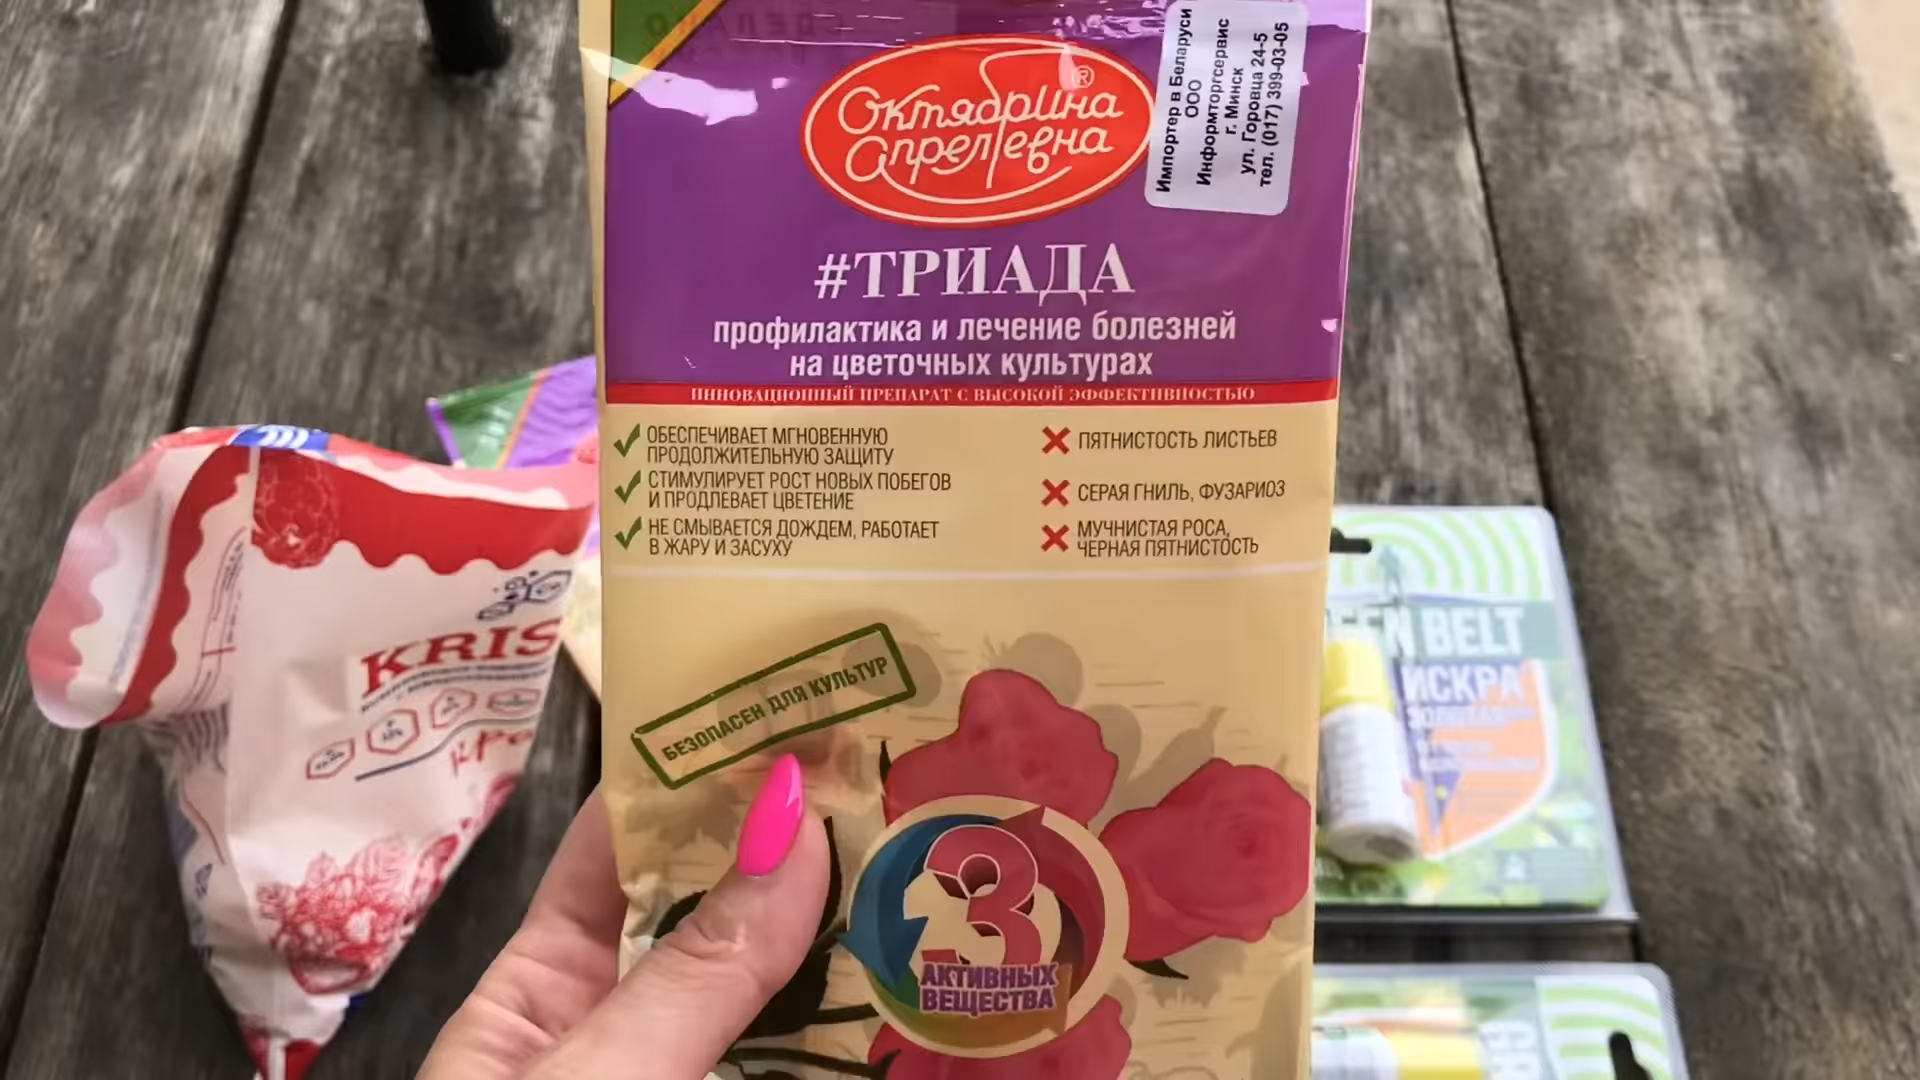 Октябрина
Апрелевна
®
Импортер в Беларуси
ООО
Информторгсервис
г. Минск
ул. Горовца 24-5
тел. (017) 399-03-05
#ТРИАДА
профилактика и лечение болезней
на цветочных культурах
ИННОВАЦИОННЫЙ ПРЕПАРАТ С ВЫСОКОЙ ЭФФЕКТИВНОСТЬЮ
ОБЕСПЕЧИВАЕТ МГНОВЕННУЮ
ПРОДОЛЖИТЕЛЬНУЮ ЗАЩИТУ
СТИМУЛИРУЕТ РОСТ НОВЫХ ПОБЕГОВ
И ПРОДЛЕВАЕТ ЦВЕТЕНИЕ
НЕ СМЫВАЕТСЯ ДОЖДЕМ, РАБОТАЕТ
В ЖАРУ И ЗАСУХУ
ПЯТНИСТОСТЬ ЛИСТЬЕВ
СЕРАЯ ГНИЛЬ, ФУЗАРИОЗ
МУЧНИСТАЯ РОСА,
ЧЕРНАЯ ПЯТНИСТОСТЬ
БЕЗОПАСЕН ДЛЯ КУЛЬТУР
3
АКТИВНЫХ
ВЕЩЕСТВА
KRIS
EEN BELT
ИСКРА
ЗОЛОТАЯ